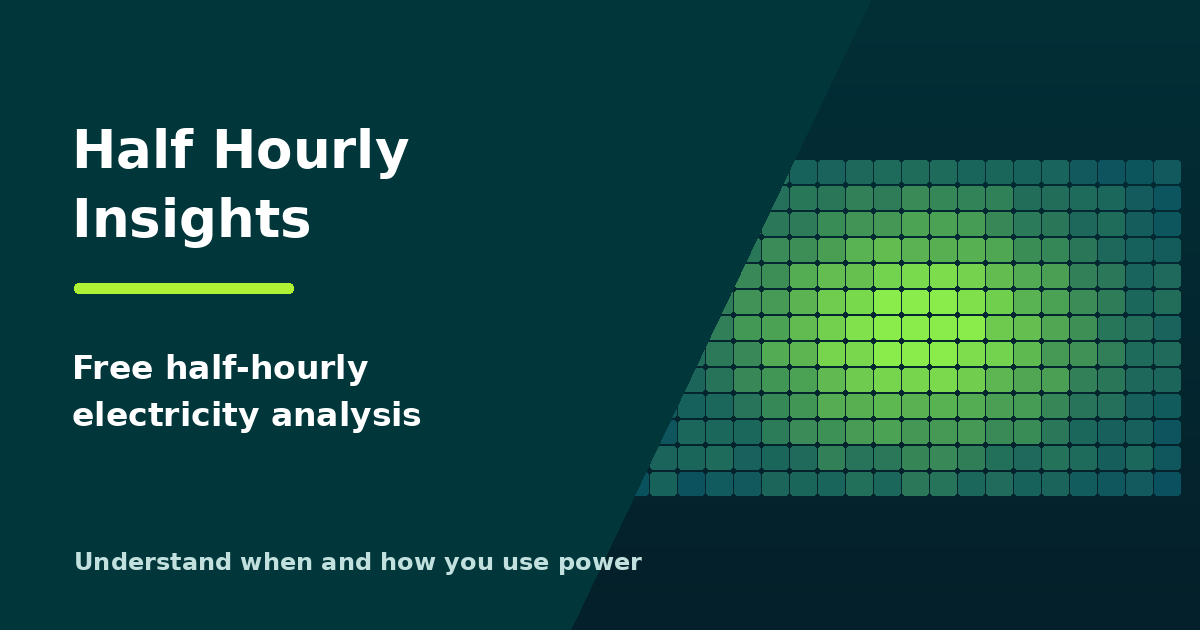 Half Hourly
Insights
Free half-hourly
electricity analysis
Understand when and how you use power